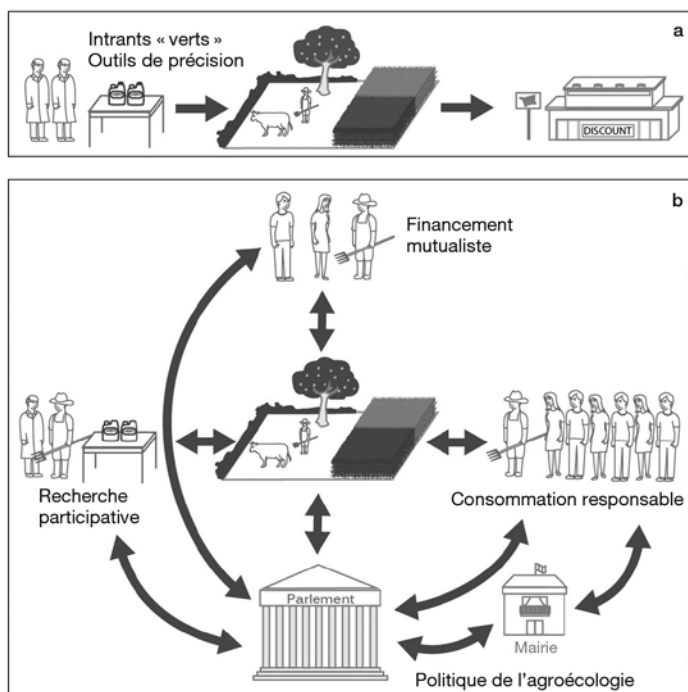 a
Intrants « verts »
Outils de précision
DISCOUNT
b
Financement
mutualiste
Recherche
participative
Consommation responsable
Parlement
Mairie
Politique de l'agroécologie